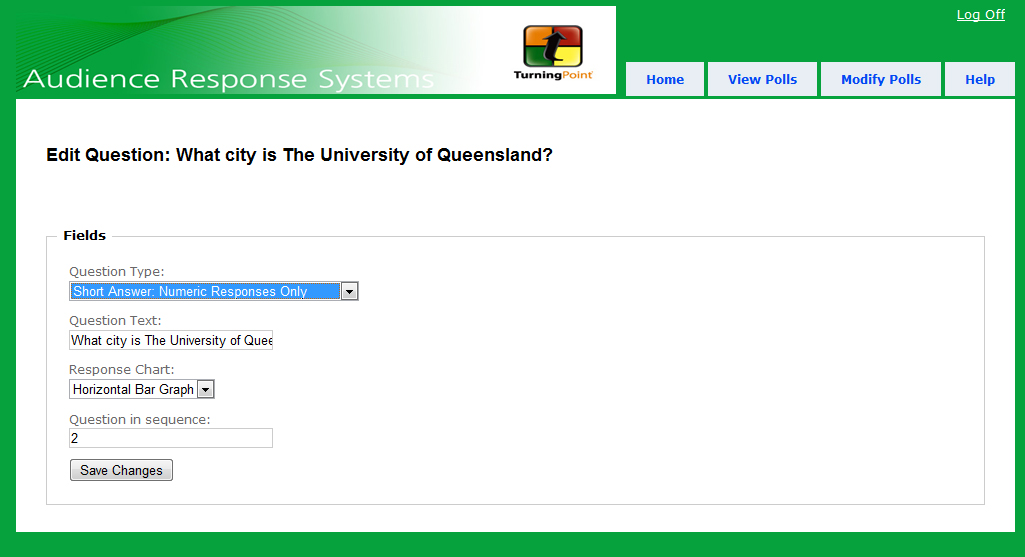 Log Off
Audience Response Systems
TurningPoint
Home View Polls Modify Polls Help
Edit Question: What city is The University of Queensland?
Fields
Question Type:
Short Answer: Numeric Responses Only
Question Text:
What city is The University of Quee
Response Chart:
Horizontal Bar Graph
Question in sequence:
2
Save Changes